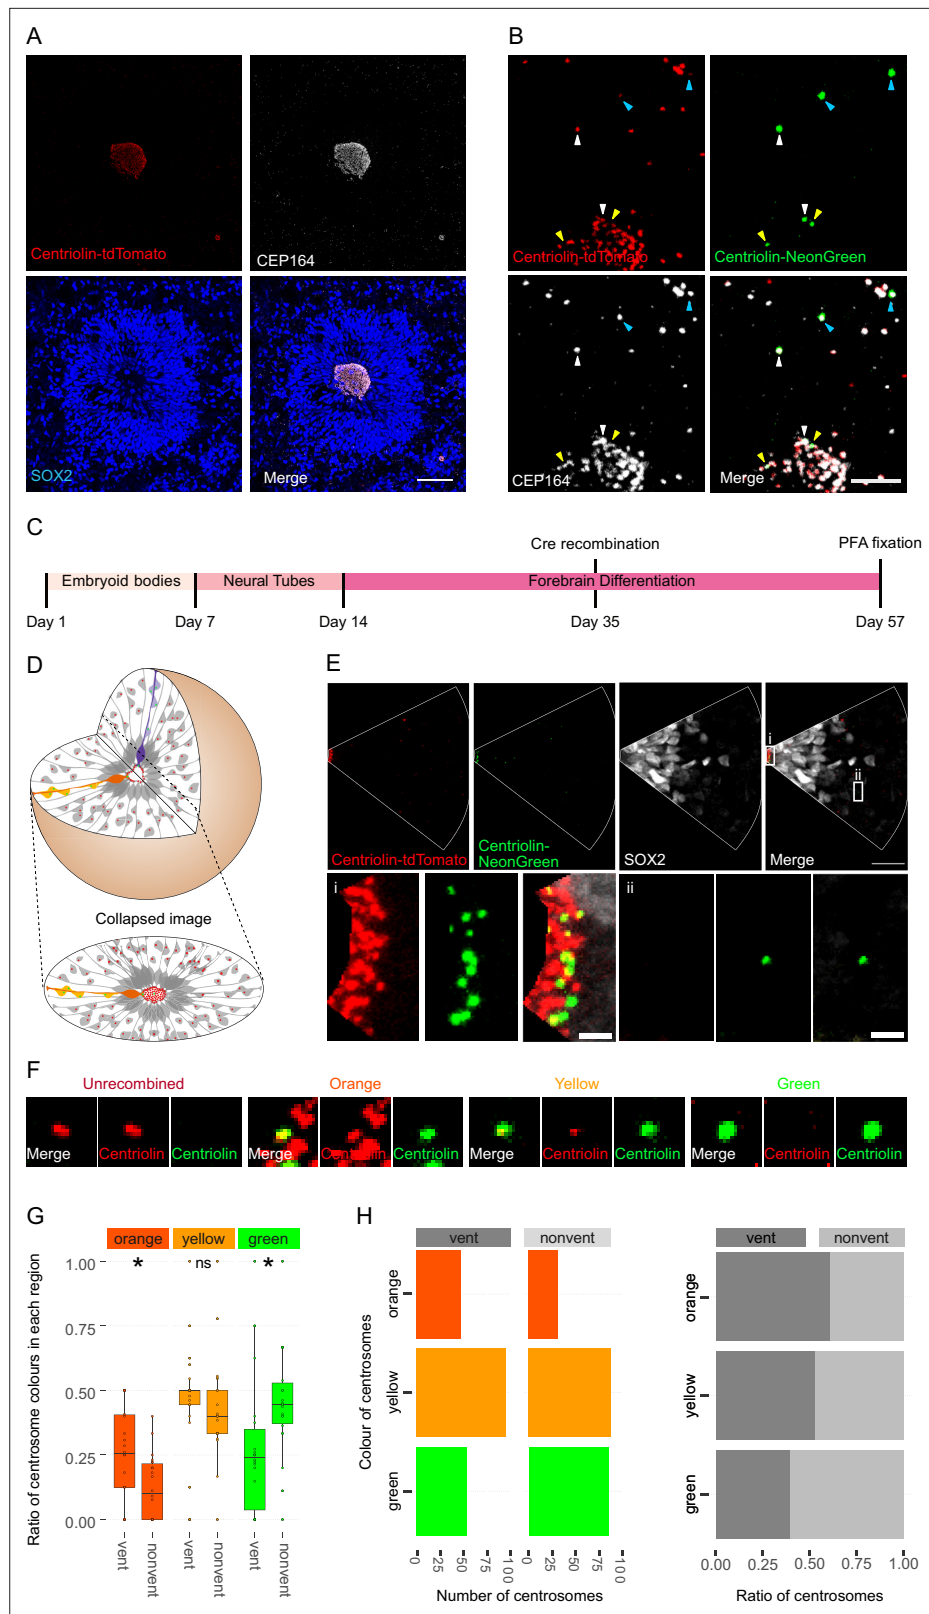 A
Centriolin-tdTomato
CEP164
SOX2
Merge
B
Centriolin-tdTomato
Centriolin-NeonGreen
CEP164
Merge
C
Cre recombination
PFA fixation
Embryoid bodies
Neural Tubes
Forebrain Differentiation
Day 1
Day 7
Day 14
Day 35
Day 57
D
Collapsed image
E
Centriolin-tdTomato
Centriolin-
NeonGreen
SOX2
i
ii
Merge
i
ii
F
Unrecombined
Orange
Yellow
Green
Merge
Centriolin
Centriolin
Merge
Centriolin
Centriolin
Merge
Centriolin
Centriolin
Merge
Centriolin
Centriolin
G
orange
yellow
green
*
ns
*
Ratio of centrosome colours in each region
1.00
0.75
0.50
0.25
0.00
vent
nonvent
vent
nonvent
vent
nonvent
H
vent
nonvent
Colour of centrosomes
orange
yellow
green
0
25
50
75
100
0
25
50
75
100
Number of centrosomes
vent
nonvent
orange
yellow
green
0.00
0.25
0.50
0.75
1.00
Ratio of centrosomes